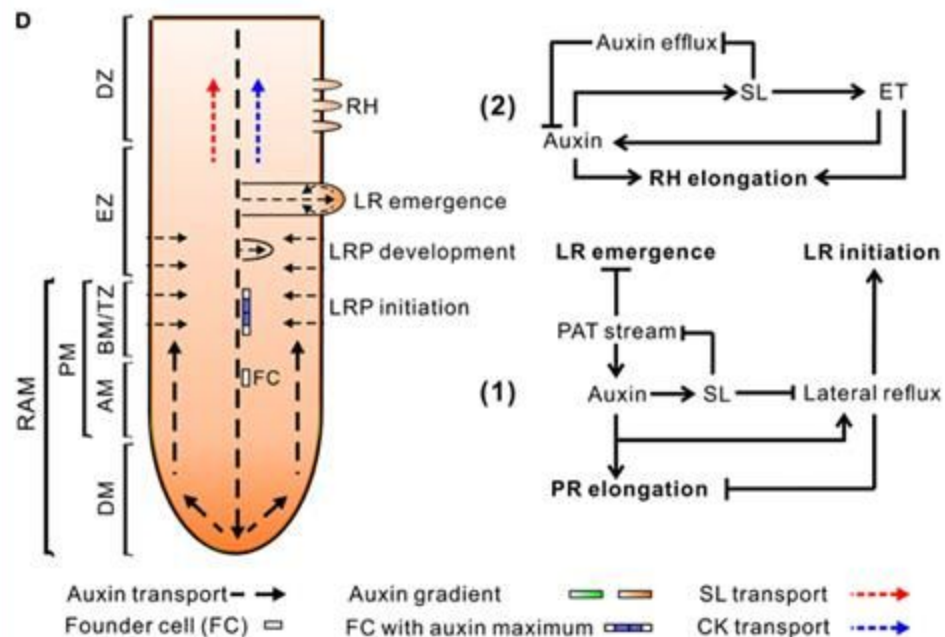 D
DZ
EZ
RAM
PM
BM/TZ
AM
DM
RH
LR emergence
LRP development
LRP initiation
FC
(2)
Auxin efflux
SL
ET
Auxin
RH elongation
(1)
LR emergence
LR initiation
PAT stream
Auxin
SL
Lateral reflux
PR elongation
Auxin transport
Auxin gradient
SL transport
Founder cell (FC)
FC with auxin maximum
CK transport